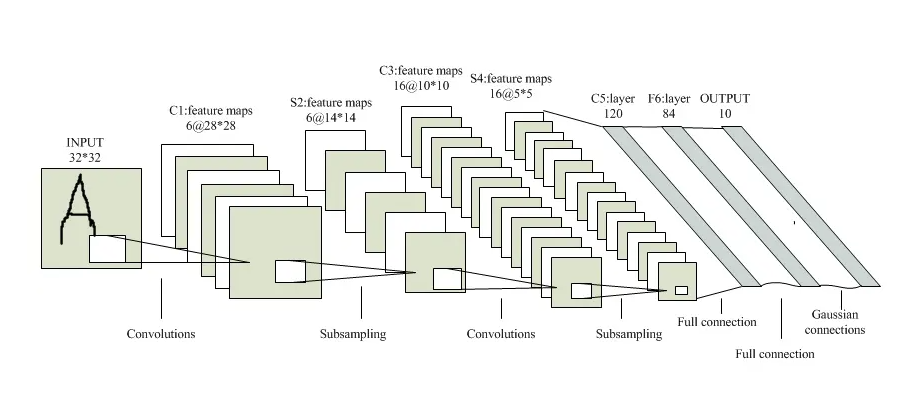 INPUT
32*32
A
C1:feature maps
6@28*28
S2:feature maps
6@14*14
C3:feature maps
16@10*10
S4:feature maps
16@5*5
C5:layer
120
F6:layer
84
OUTPUT
10
Convolutions
Subsampling
Convolutions
Subsampling
Full connection
Full connection
Gaussian
connections